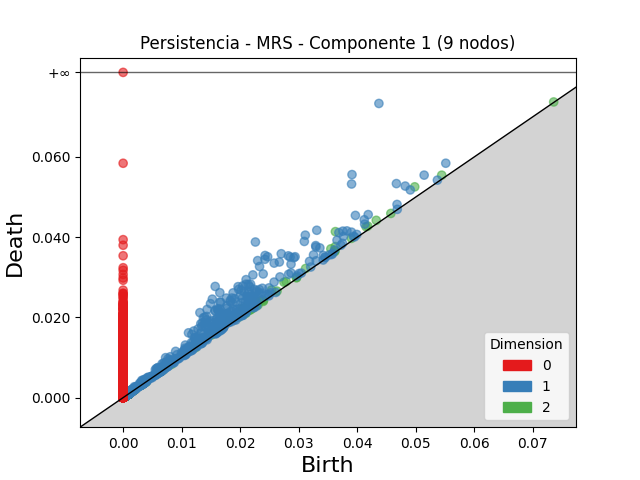 Persistencia - MRS - Componente 1 (9 nodos)
+∞
0.060
0.040
0.020
0.000
Death
0.00 0.01 0.02 0.03 0.04 0.05 0.06 0.07
Birth
Dimension
0
1
2